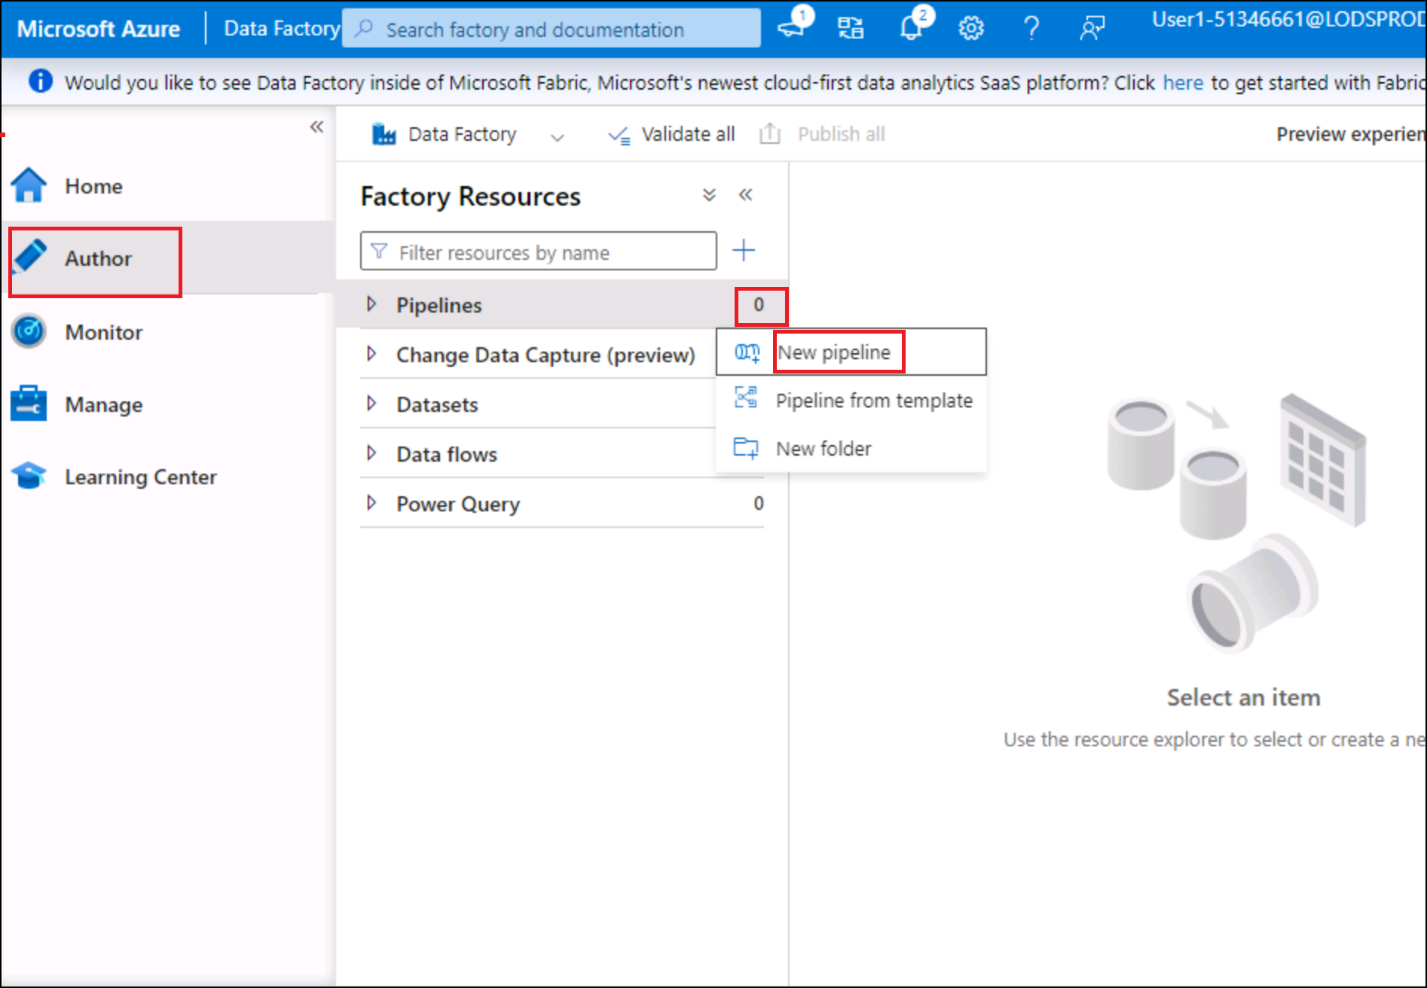 Microsoft Azure
Data Factory
Search factory and documentation
1
2
User1-51346661@LODSPROD
Would you like to see Data Factory inside of Microsoft Fabric, Microsoft's newest cloud-first data analytics SaaS platform? Click here to get started with Fabric
Data Factory
Validate all
Publish all
Preview experien
Home
Author
Monitor
Manage
Learning Center
Factory Resources
Filter resources by name
Pipelines 0
Change Data Capture (preview)
Datasets
Data flows
Power Query 0
New pipeline
Pipeline from template
New folder
Select an item
Use the resource explorer to select or create a ne